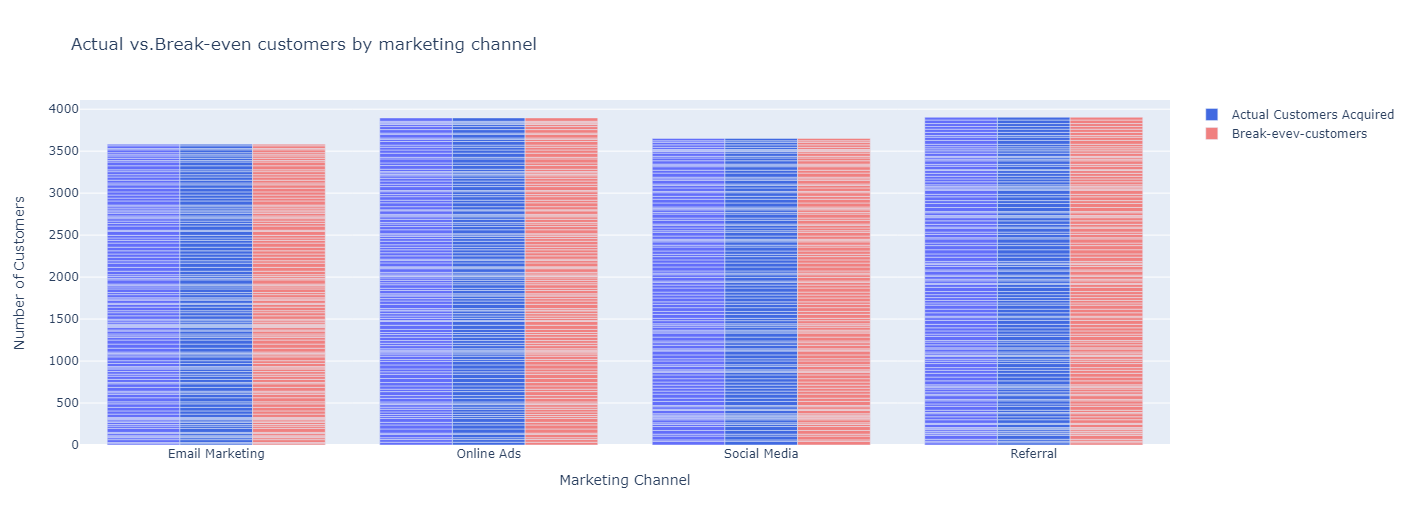 Actual vs.Break-even customers by marketing channel
Actual Customers Acquired
Break-evev-customers
Number of Customers
4000
3500
3000
2500
2000
1500
1000
500
0
Email Marketing
Online Ads
Social Media
Referral
Marketing Channel